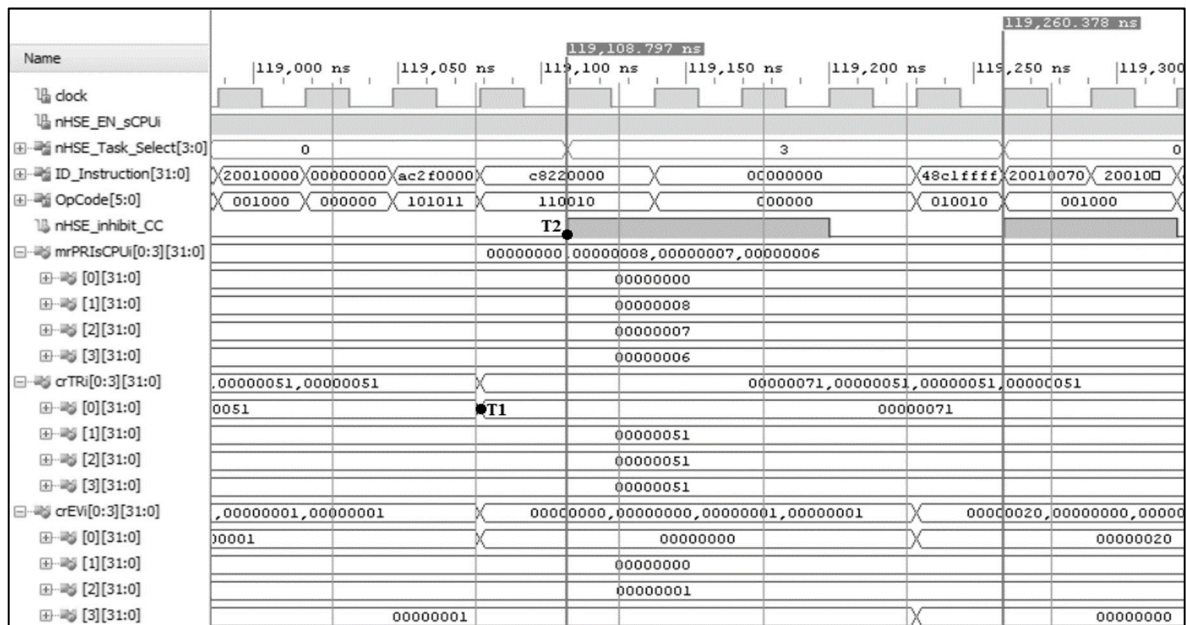 119,260.378 ns
Name
119,108.797 ns
119,000 ns 119,050 ns 119,100 ns 119,150 ns 119,200 ns 119,250 ns 119,300
clock
nHSE_EN_sCPUi
nHSE_Task_Select[3:0] 0 3 0
ID_Instruction[31:0] 20010000 00000000 ac2f0000 c8220000 00000000 48c1ffff 20010070 20010
OpCode[5:0] 001000 000000 101011 110010 000000 010010 001000
nHSE_inhibit_CC T2
mrPRIsCPUi[0:3][31:0] 00000000,00000008,00000007,00000006
[0][31:0] 00000000
[1][31:0] 00000008
[2][31:0] 00000007
[3][31:0] 00000006
crTRi[0:3][31:0] ,00000051,00000051 00000071,00000051,00000051,00000051
[0][31:0] 0051 T1 00000071
[1][31:0] 00000051
[2][31:0] 00000051
[3][31:0] 00000051
crEVi[0:3][31:0] ,00000001,00000001 00000000,00000000,00000001,00000001 00000020,00000000,00000
[0][31:0] 0001 00000000 00000020
[1][31:0] 00000000
[2][31:0] 00000001
[3][31:0] 00000001 00000000